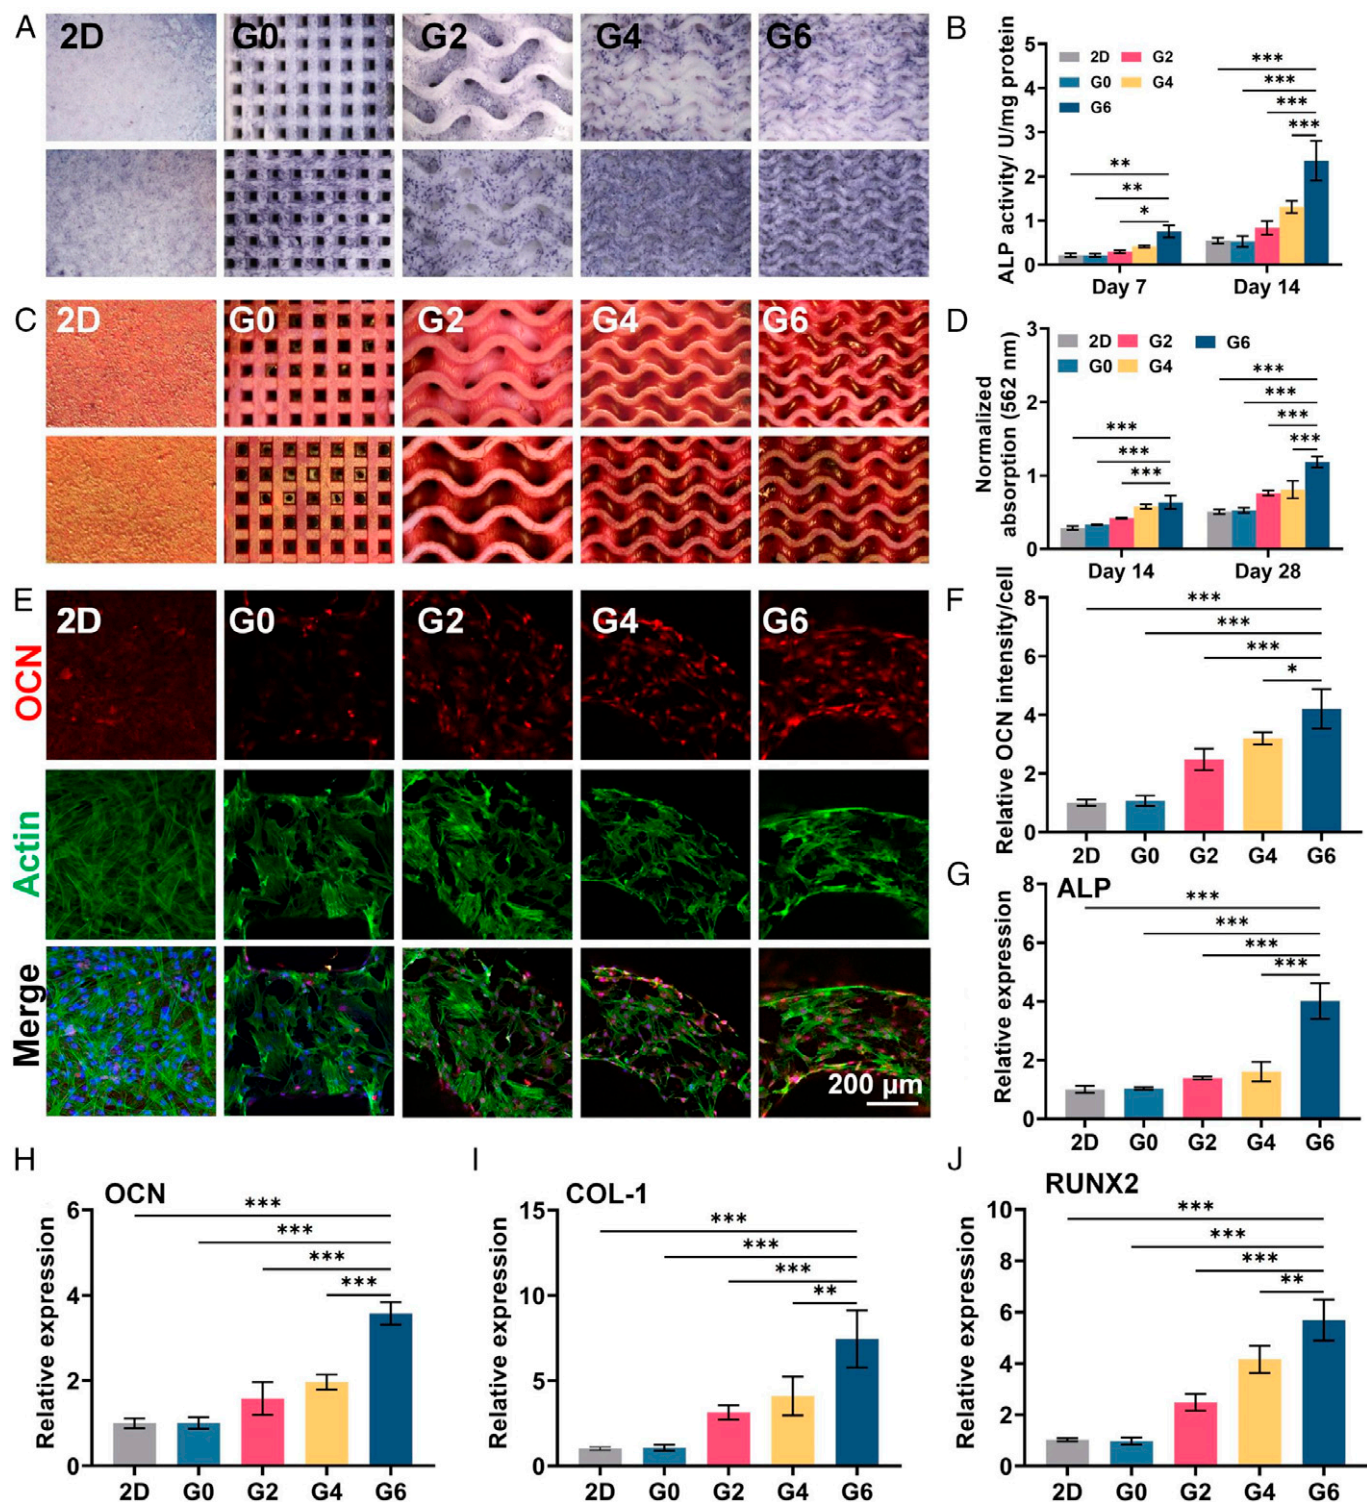 A
2D
G0
G2
G4
G6
B
ALP activity/ U/mg protein
5
4
3
2
1
0
2D
G2
G0
G4
G6
**
**
*
***
***
***
***
Day 7
Day 14
C
2D
G0
G2
G4
G6
D
Normalized
absorption (562 nm)
3
2
1
0
2D
G2
G6
G0
G4
***
***
***
***
***
***
***
Day 14
Day 28
E
2D
G0
G2
G4
G6
OCN
Actin
Merge
200 μm
F
Relative OCN intensity/cell
8
6
4
2
0
***
***
***
*
2D
G0
G2
G4
G6
G
ALP
Relative expression
8
6
4
2
0
***
***
***
***
2D
G0
G2
G4
G6
H
OCN
Relative expression
6
4
2
0
***
***
***
***
2D
G0
G2
G4
G6
I
COL-1
Relative expression
15
10
5
0
***
***
***
**
2D
G0
G2
G4
G6
J
RUNX2
Relative expression
10
8
6
4
2
0
***
***
***
**
2D
G0
G2
G4
G6